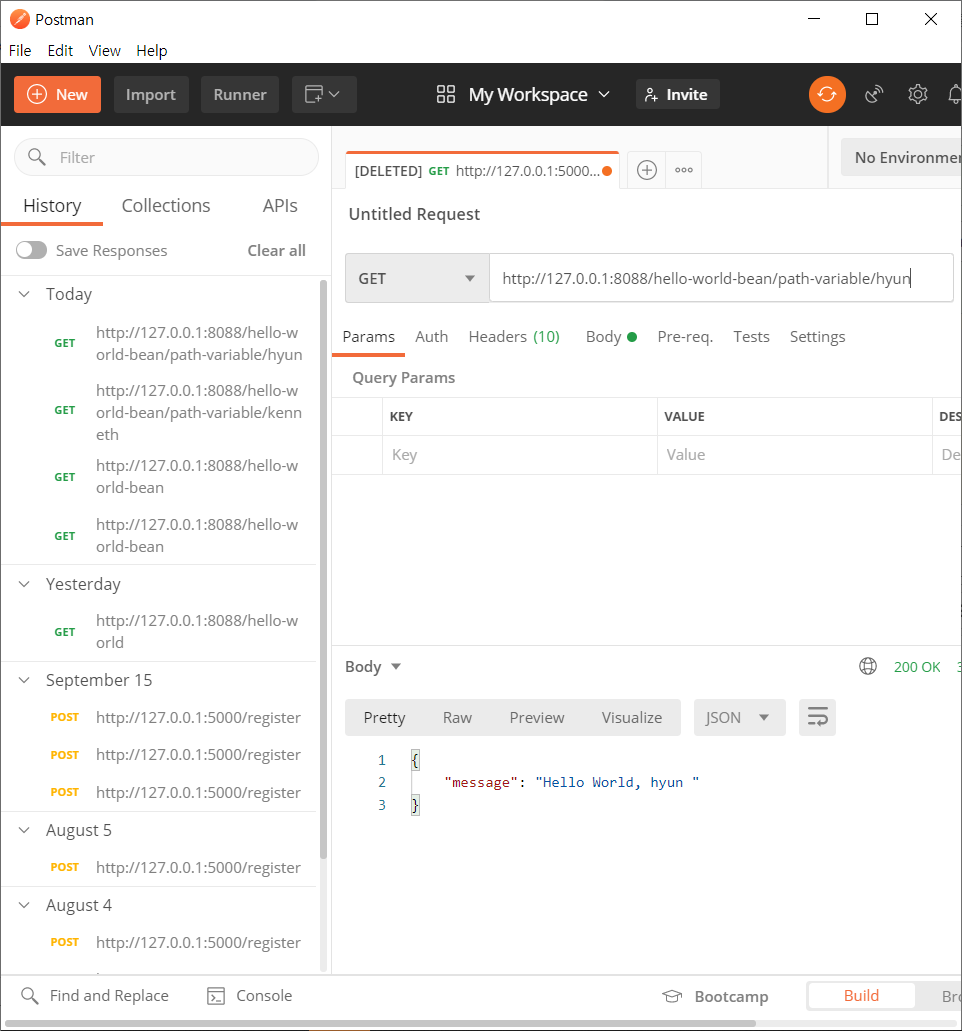 Postman
File Edit View Help
New Import Runner My Workspace Invite
Filter
History Collections APIs
Save Responses Clear all
Today
GET http://127.0.0.1:8088/hello-w
orld-bean/path-variable/hyun
GET http://127.0.0.1:8088/hello-w
orld-bean/path-variable/kenn
eth
GET http://127.0.0.1:8088/hello-w
orld-bean
GET http://127.0.0.1:8088/hello-w
orld-bean
Yesterday
GET http://127.0.0.1:8088/hello-w
orld
September 15
POST http://127.0.0.1:5000/register
POST http://127.0.0.1:5000/register
POST http://127.0.0.1:5000/register
August 5
POST http://127.0.0.1:5000/register
August 4
POST http://127.0.0.1:5000/register
[DELETED] GET http://127.0.0.1:5000... No Environmen
Untitled Request
GET http://127.0.0.1:8088/hello-world-bean/path-variable/hyun
Params Auth Headers (10) Body Pre-req. Tests Settings
Query Params
KEY VALUE DES
Key Value De
Body 200 OK 3
Pretty Raw Preview Visualize JSON
1 {
2 "message": "Hello World, hyun "
3 }
Find and Replace Console Bootcamp Build Bro